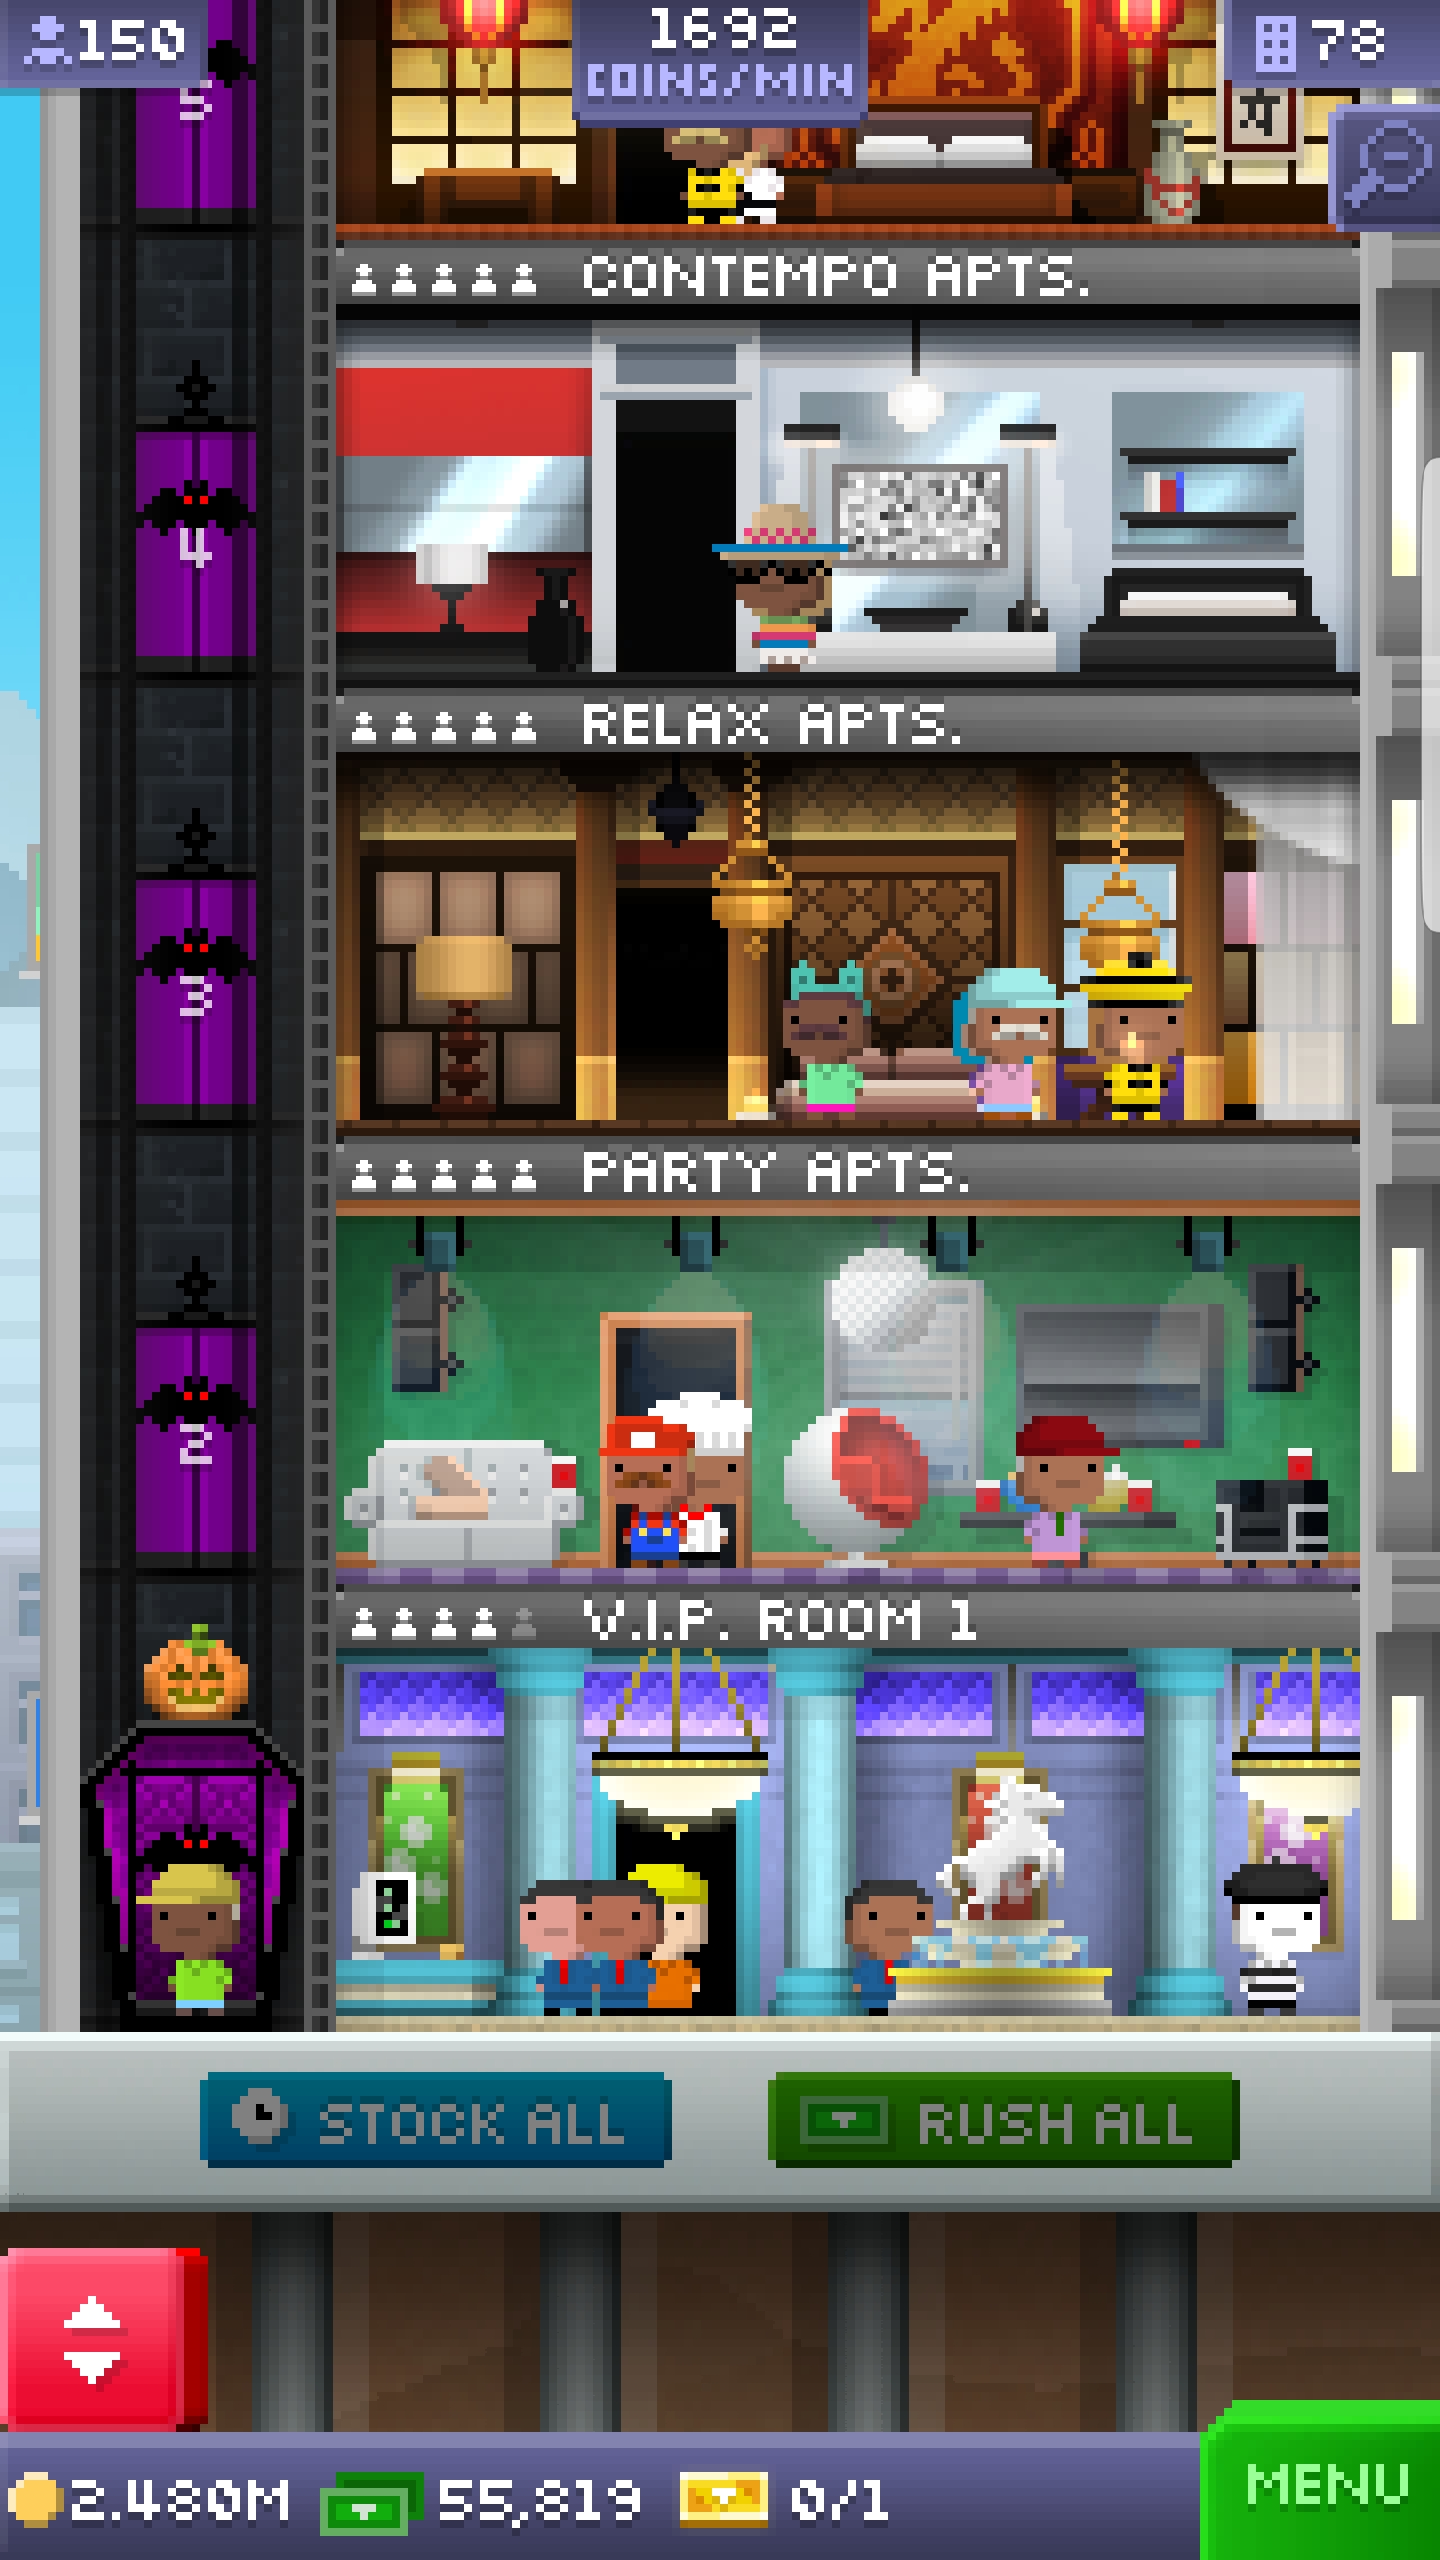 150
1692
COINS/MIN
78
5
CONTEMPO APTS.
4
RELAX APTS.
3
PARTY APTS.
2
V.I.P. ROOM 1
STOCK ALL
RUSH ALL
2.480M
55,819
0/1
MENU